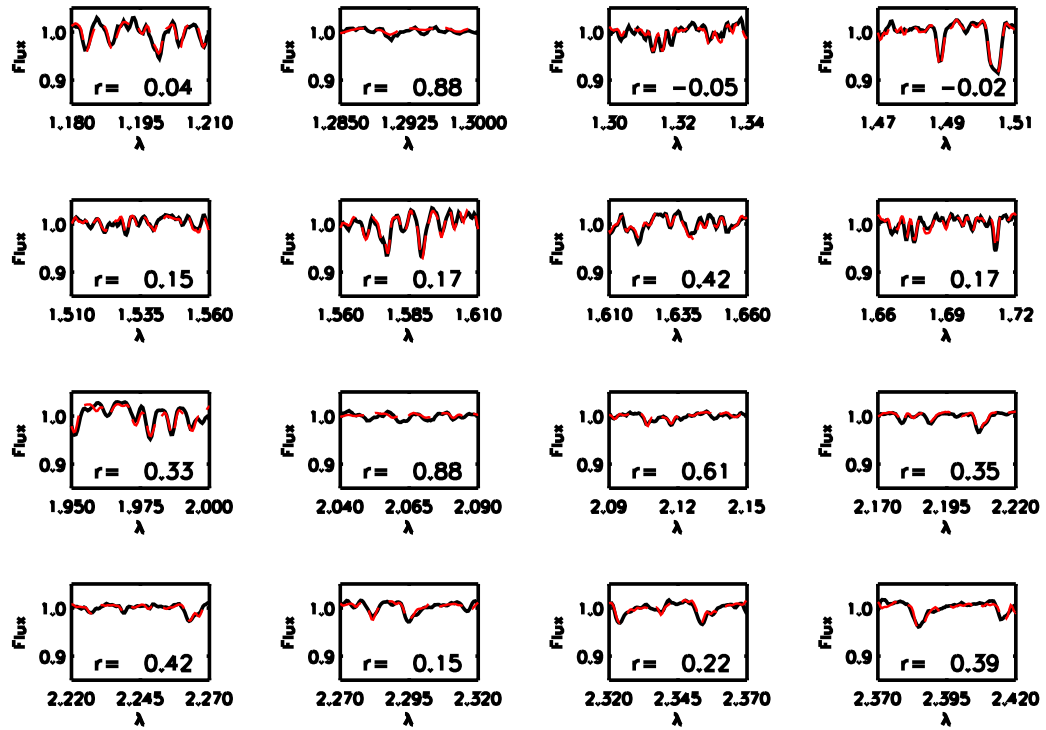 Flux 1.0 0.9 r= 0.04
1.180 1.195 1.210
λ
Flux 1.0 0.9 r= 0.88
1.2850 1.2925 1.3000
λ
Flux 1.0 0.9 r= -0.05
1.30 1.32 1.34
λ
Flux 1.0 0.9 r= -0.02
1.47 1.49 1.51
λ
Flux 1.0 0.9 r= 0.15
1.510 1.535 1.560
λ
Flux 1.0 0.9 r= 0.17
1.560 1.585 1.610
λ
Flux 1.0 0.9 r= 0.42
1.610 1.635 1.660
λ
Flux 1.0 0.9 r= 0.17
1.66 1.69 1.72
λ
Flux 1.0 0.9 r= 0.33
1.950 1.975 2.000
λ
Flux 1.0 0.9 r= 0.88
2.040 2.065 2.090
λ
Flux 1.0 0.9 r= 0.61
2.09 2.12 2.15
λ
Flux 1.0 0.9 r= 0.35
2.170 2.195 2.220
λ
Flux 1.0 0.9 r= 0.42
2.220 2.245 2.270
λ
Flux 1.0 0.9 r= 0.15
2.270 2.295 2.320
λ
Flux 1.0 0.9 r= 0.22
2.320 2.345 2.370
λ
Flux 1.0 0.9 r= 0.39
2.370 2.395 2.420
λ